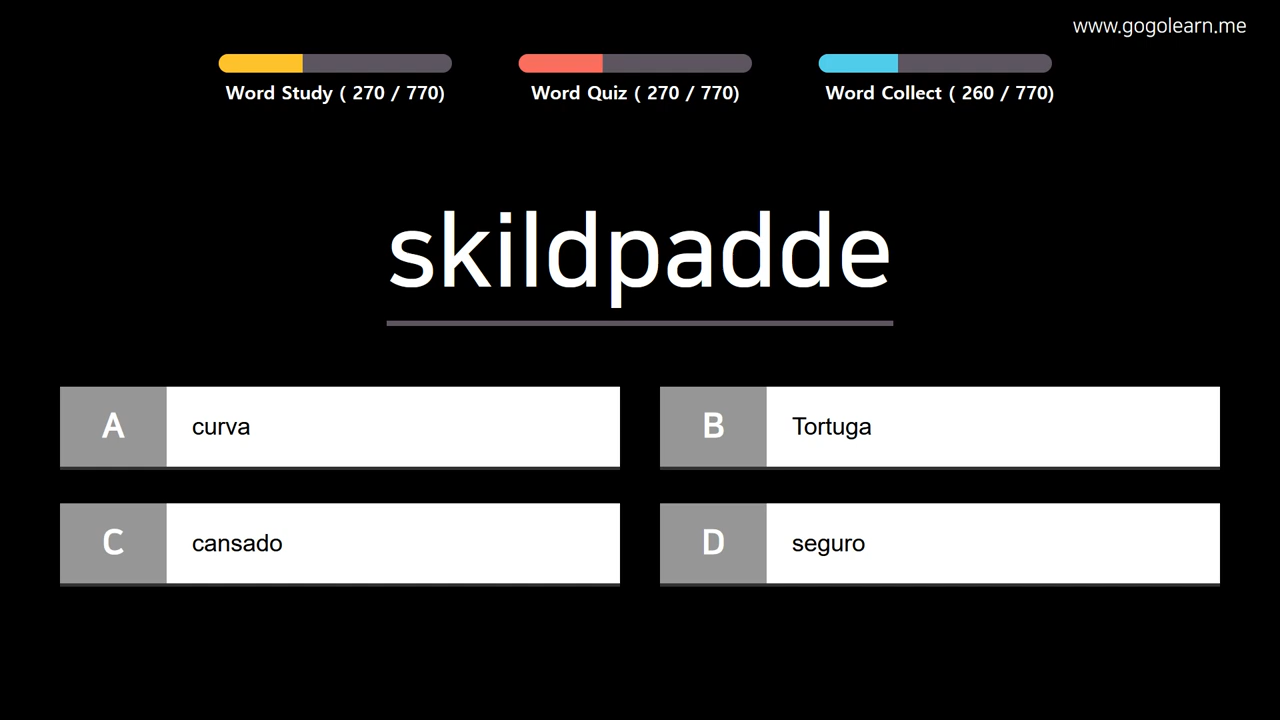 www.gogolearn.me
Word Study ( 270 / 770)
Word Quiz ( 270 / 770)
Word Collect ( 260 / 770)
skildpadde
A
curva
B
Tortuga
C
cansado
D
seguro